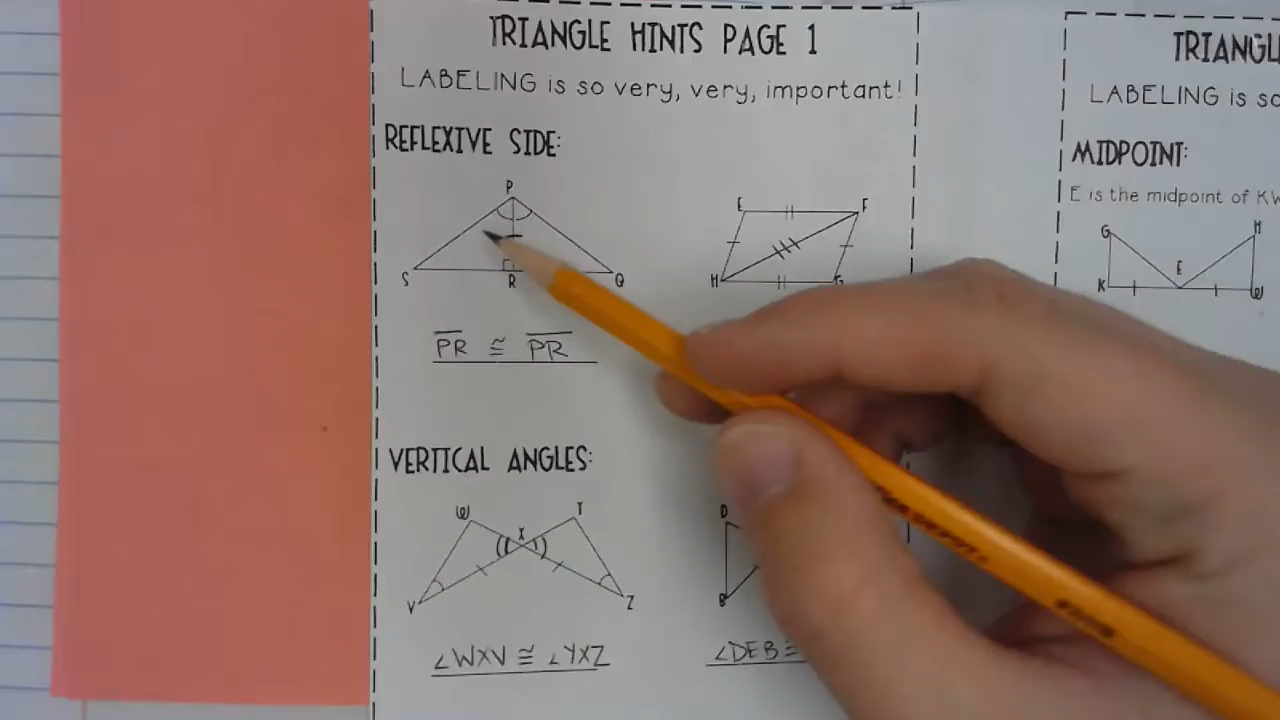 TRIANGLE HINTS PAGE 1
LABELING is so very, very, important!
REFLEXIVE SIDE:
P
S
R
Q
E
F
H
G
PR ≅ PR
VERTICAL ANGLES:
W
Y
X
V
Z
D
B
∠WXV ≅ ∠YXZ
∠DEB ≅
LABELING is so
MIDPOINT:
E is the midpoint of KW
G
H
E
K
W